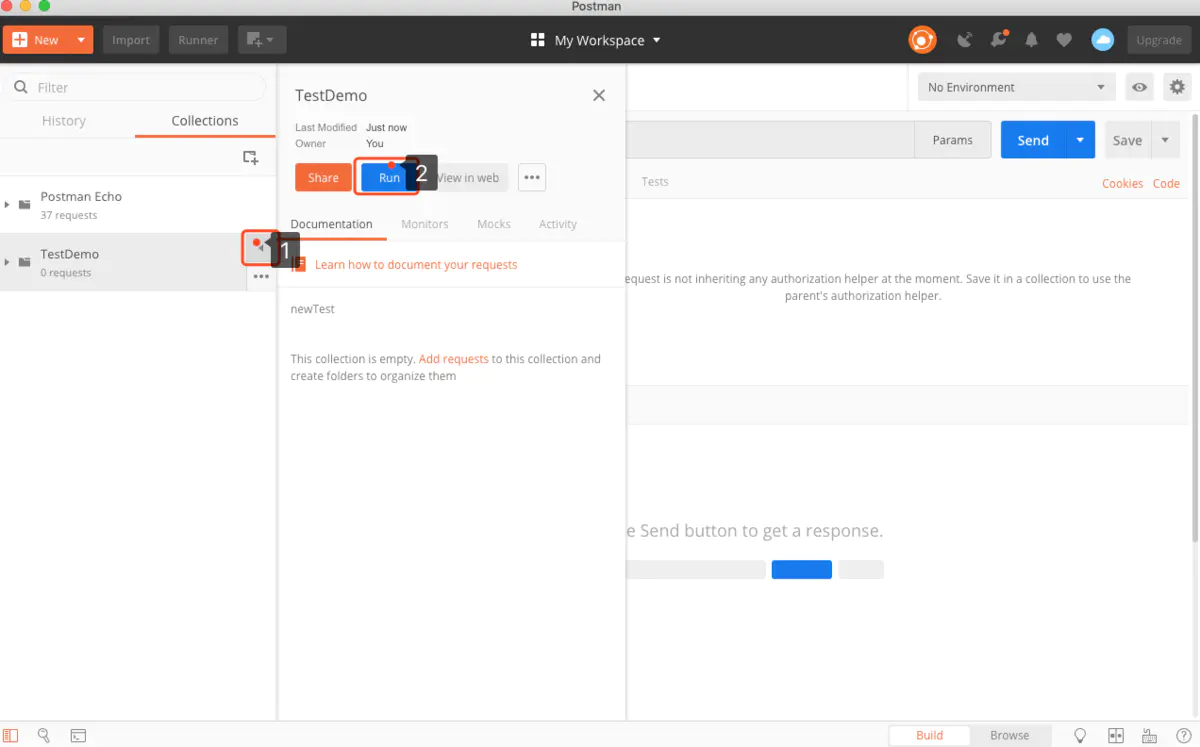 Postman
New
Import
Runner
My Workspace
Upgrade
Filter
History
Collections
Postman Echo
37 requests
TestDemo
0 requests
1
TestDemo
Last Modified Just now
Owner You
Share
Run
2
View in web
Documentation
Monitors
Mocks
Activity
Learn how to document your requests
newTest
This collection is empty. Add requests to this collection and
create folders to organize them
No Environment
Params
Send
Save
Tests
Cookies
Code
equest is not inheriting any authorization helper at the moment. Save it in a collection to use the
parent's authorization helper.
e Send button to get a response.
Build
Browse